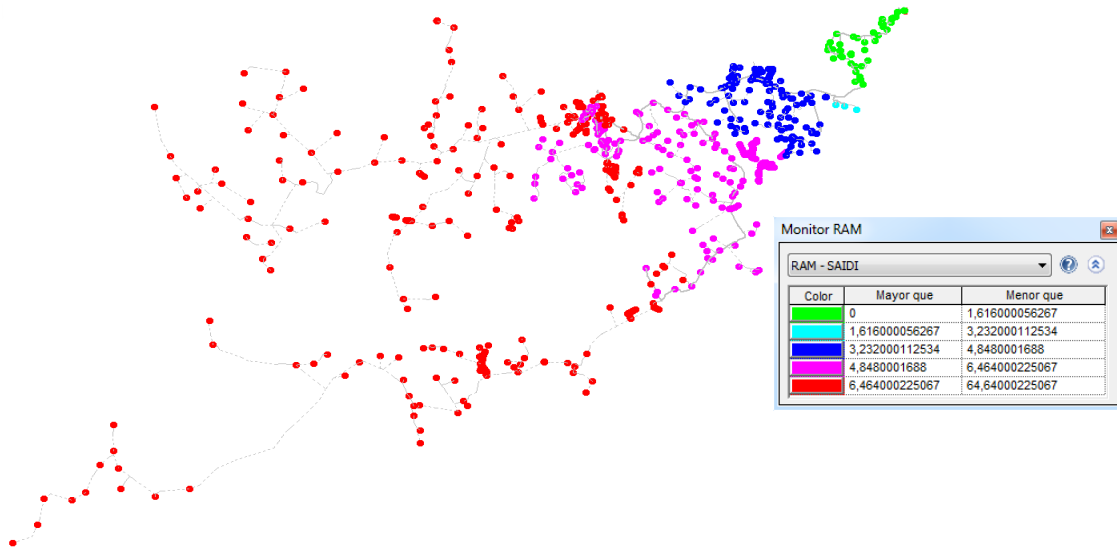 Monitor RAM
RAM - SAIDI
Color Mayor que Menor que
0 1,616000056267
1,616000056267 3,232000112534
3,232000112534 4,8480001688
4,8480001688 6,464000225067
6,464000225067 64,64000225067